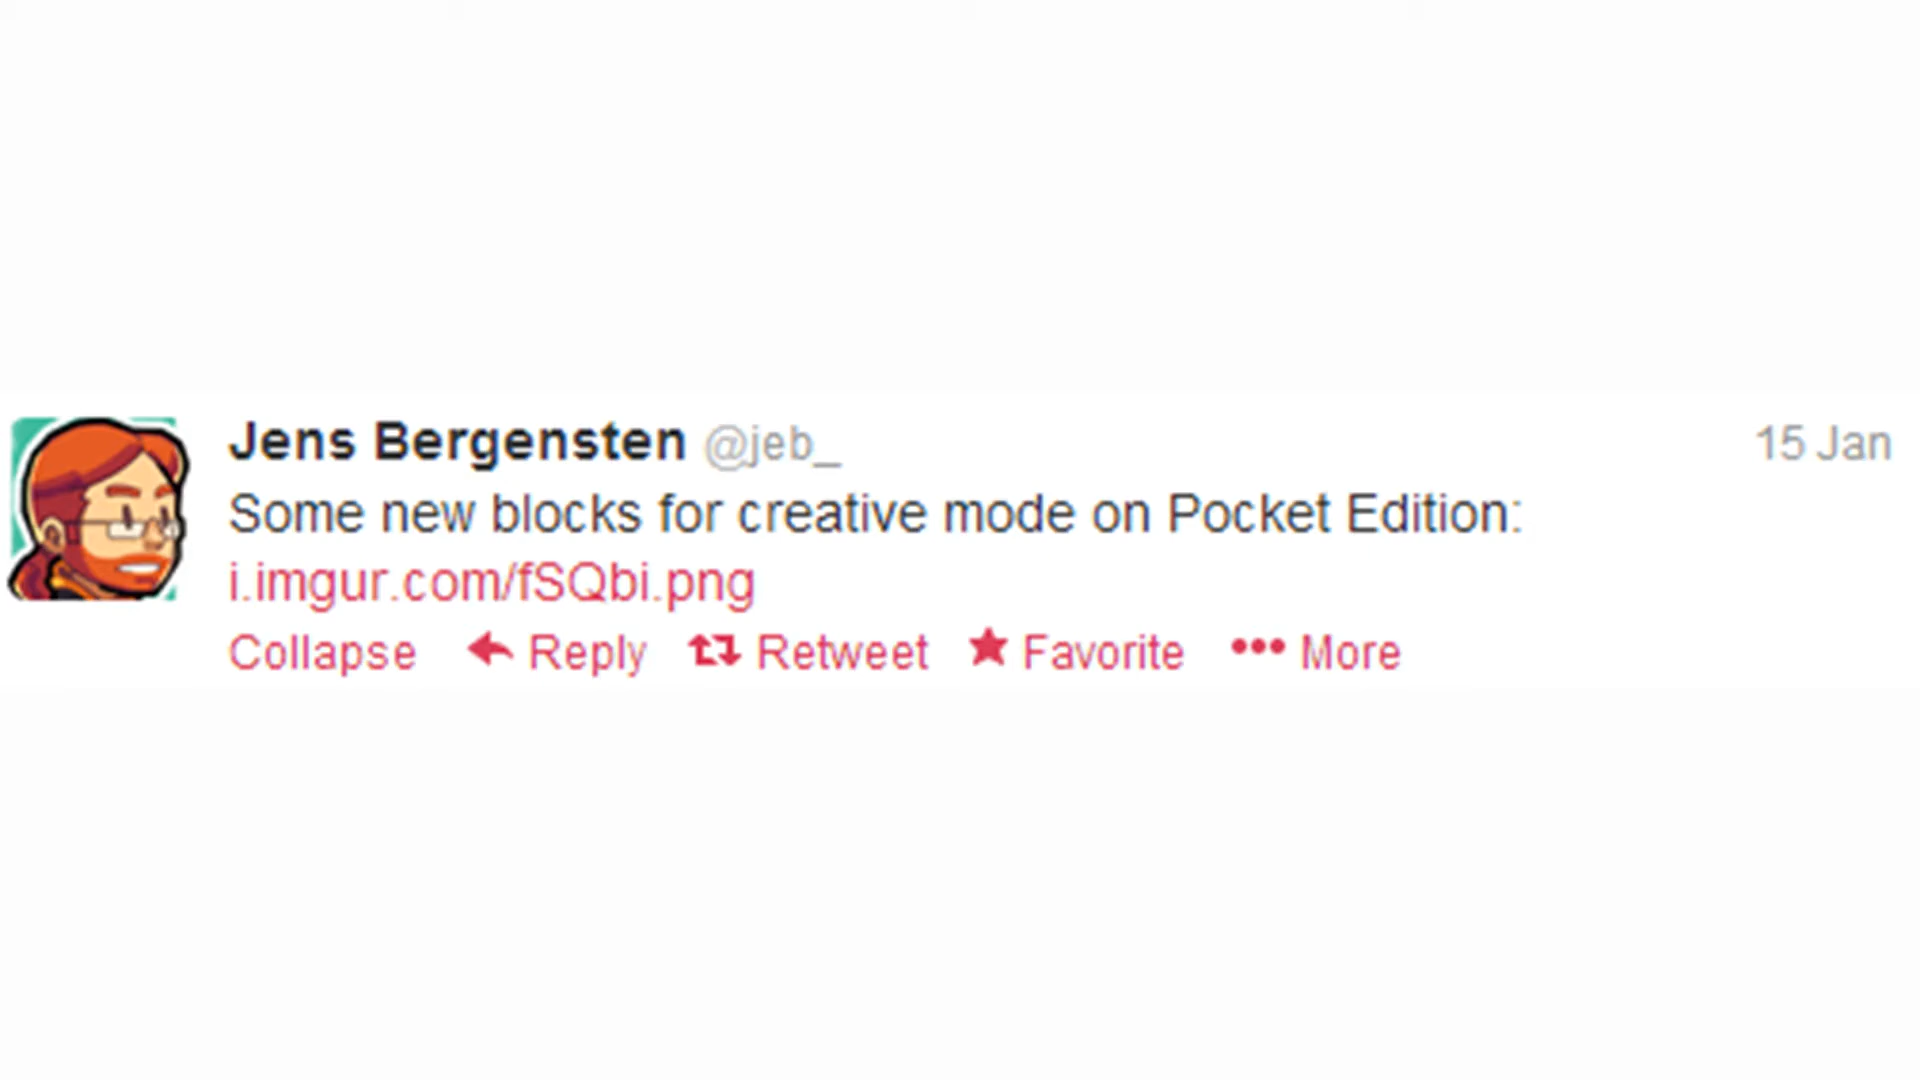 Jens Bergensten @jeb_ 15 Jan
Some new blocks for creative mode on Pocket Edition:
i.imgur.com/fSQbi.png
Collapse Reply Retweet Favorite More